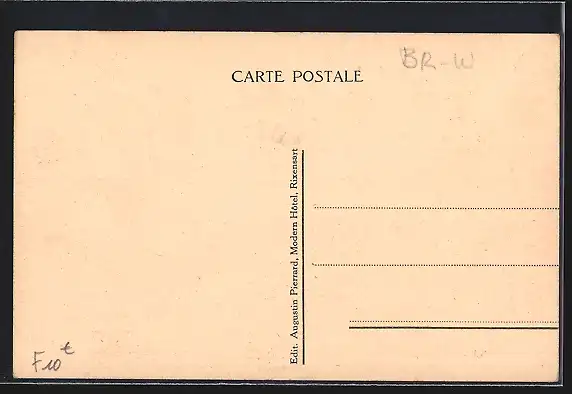 BR-W
CARTE POSTALE
Edit. Augustin Pierrard, Modern Hôtel, Rixensart
F10€